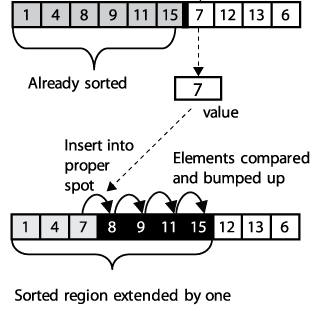 1 4 8 9 11 15 7 12 13 6
Already sorted
7
value
Insert into
proper
spot
Elements compared
and bumped up
1 4 7 8 9 11 15 12 13 6
Sorted region extended by one